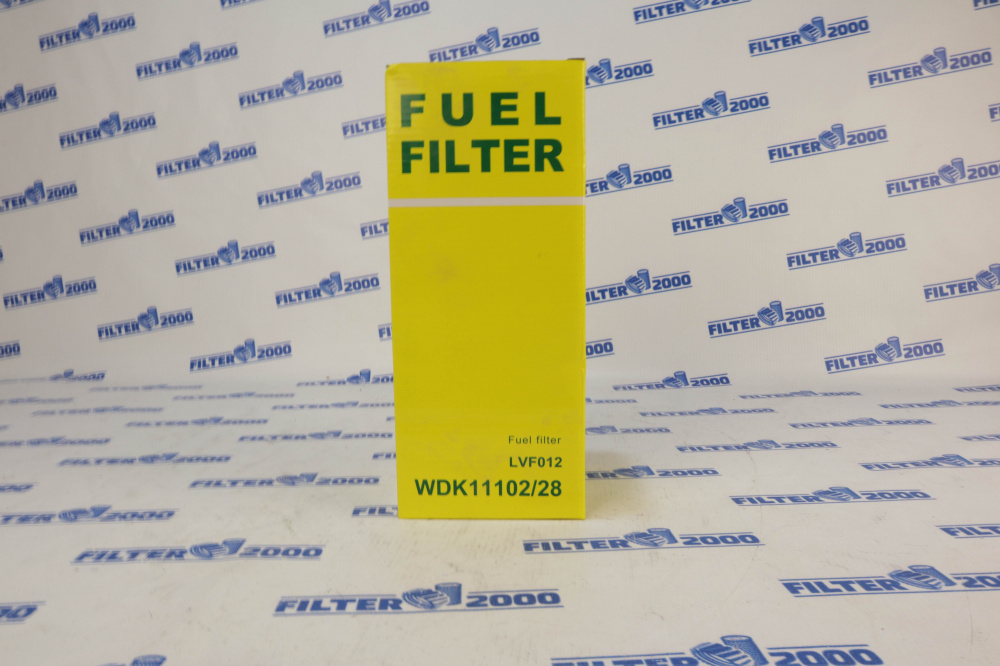 FUEL
FILTER
Fuel filter
LVF012
WDK11102/28
FILTER 2000